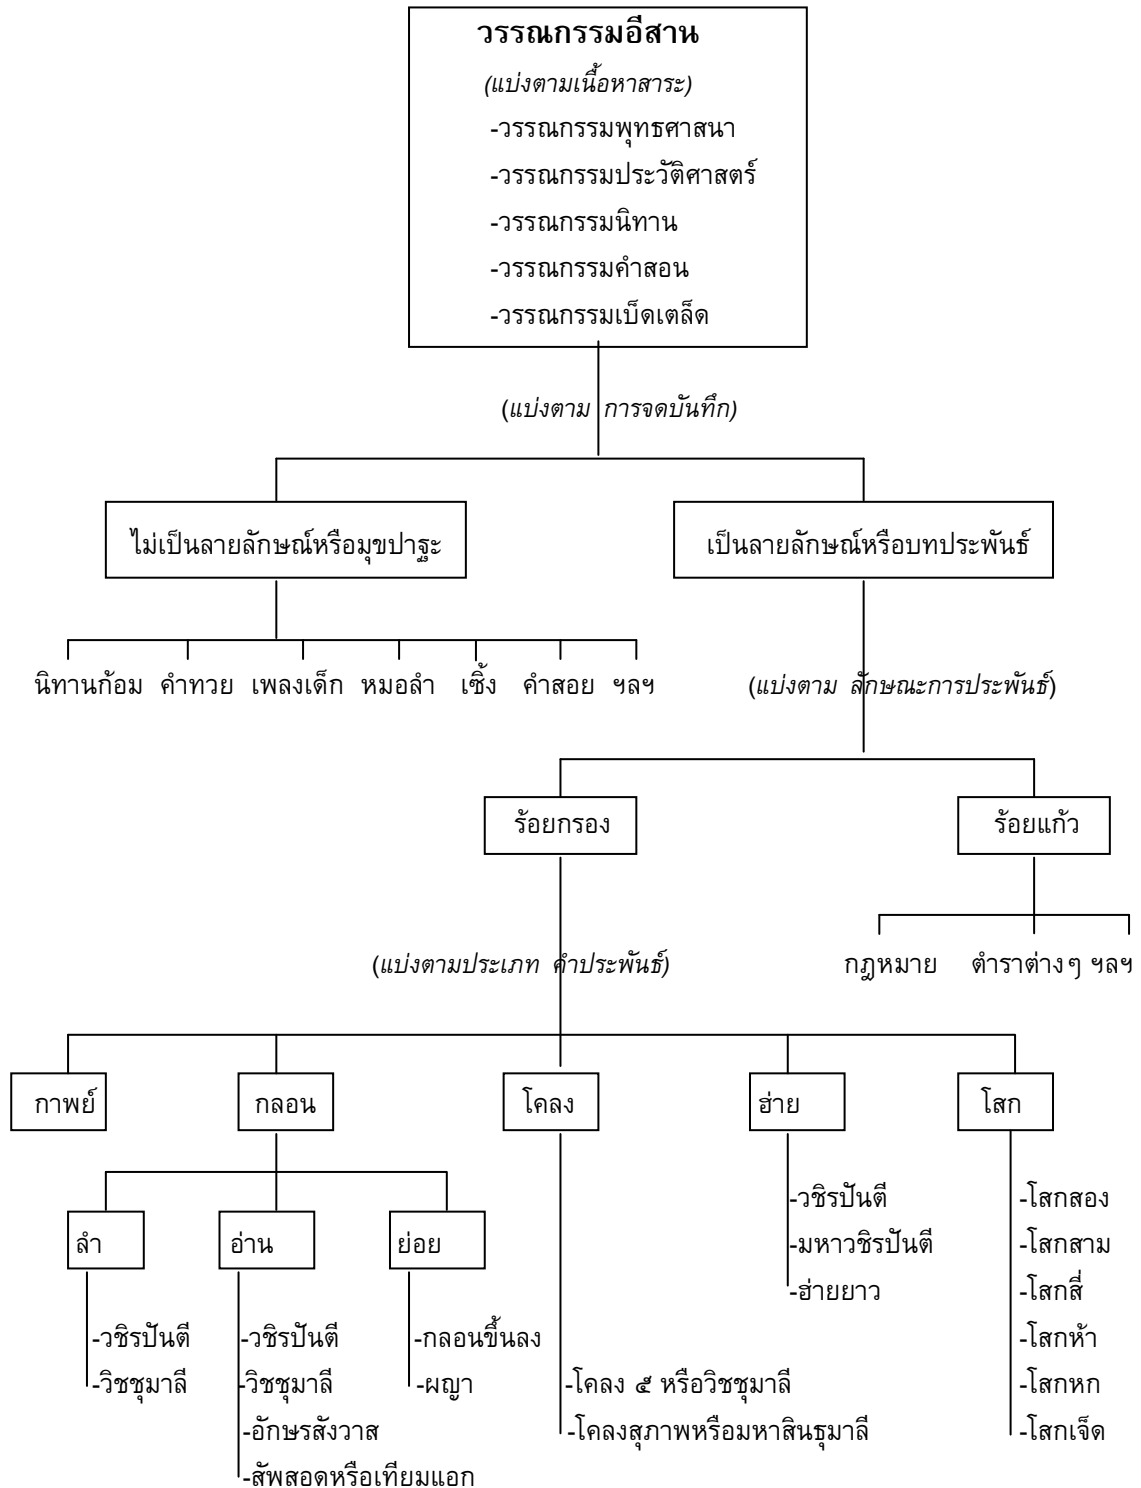 วรรณกรรมอีสาน
(แบ่งตามเนื้อหาสาระ)
-วรรณกรรมพุทธศาสนา
-วรรณกรรมประวัติศาสตร์
-วรรณกรรมนิทาน
-วรรณกรรมคำสอน
-วรรณกรรมเบ็ดเตล็ด
(แบ่งตาม การจดบันทึก)
ไม่เป็นลายลักษณ์หรือมุขปาฐะ เป็นลายลักษณ์หรือบทประพันธ์
นิทานก้อม คำทวย เพลงเด็ก หมอลำ เซิ้ง คำสอย ฯลฯ
(แบ่งตาม ลักษณะการประพันธ์)
ร้อยกรอง ร้อยแก้ว
(แบ่งตามประเภท คำประพันธ์) กฎหมาย ตำราต่างๆ ฯลฯ
กาพย์ กลอน โคลง ฮ่าย โสก
ลำ อ่าน ย่อย
-วชิรปันตี
-วิชชุมาลี
-วชิรปันตี
-วิชชุมาลี
-อักษรสังวาส
-สัพสอดหรือเทียมแอก
-กลอนขึ้นลง
-ผญา
-โคลง ๕ หรือวิชชุมาลี
-โคลงสุภาพหรือมหาสินธุมาลี
-วชิรปันตี
-มหาวชิรปันตี
-ฮ่ายยาว
-โสกสอง
-โสกสาม
-โสกสี่
-โสกห้า
-โสกหก
-โสกเจ็ด